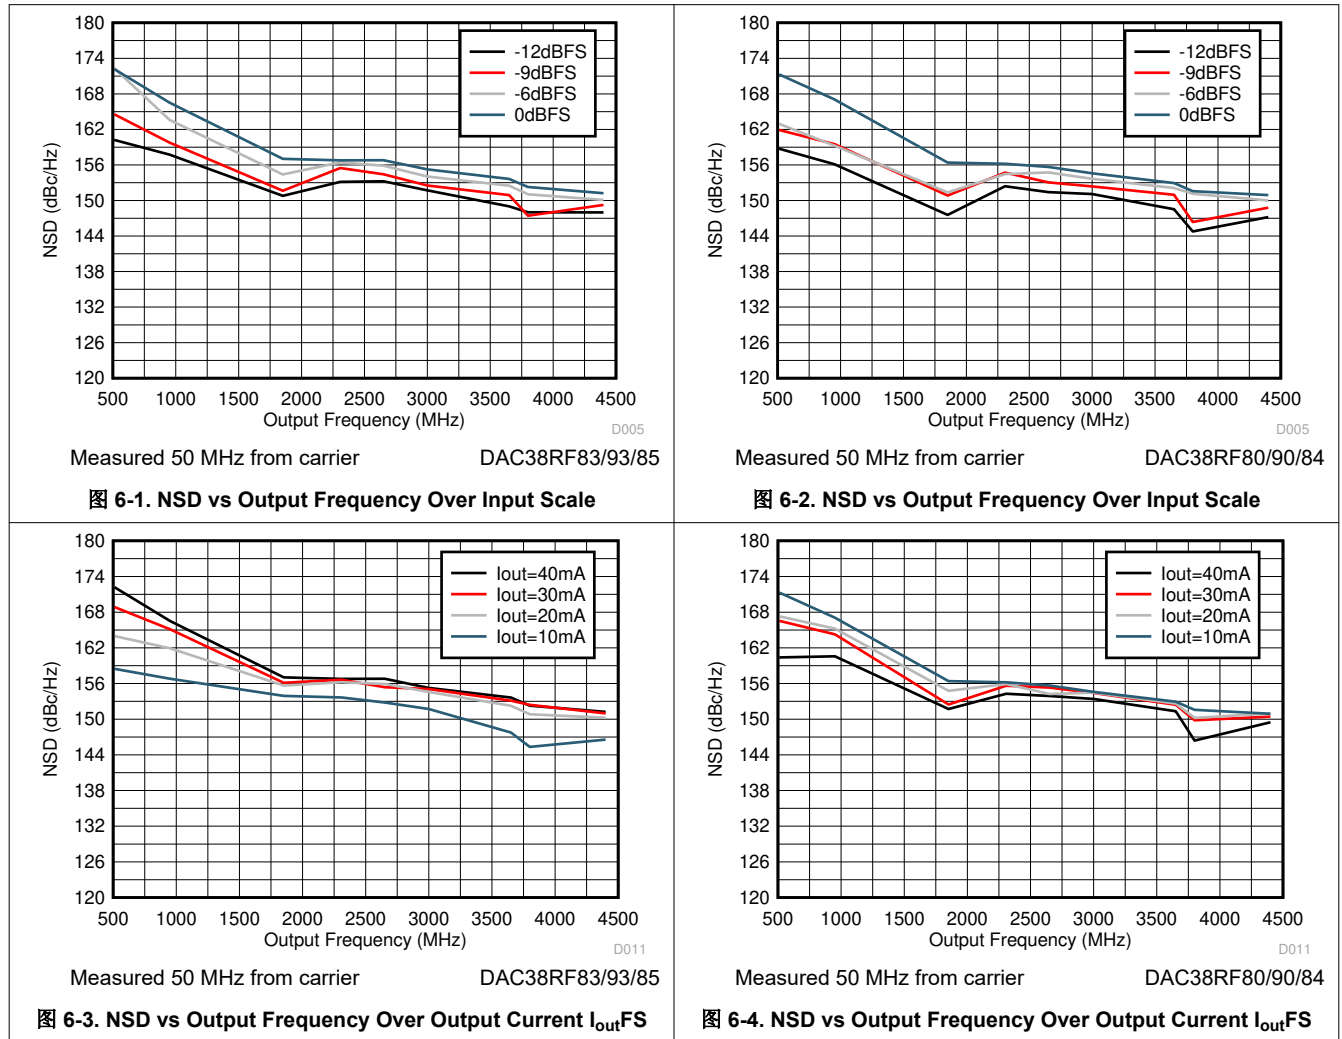 180
174
168
162
156
150
144
138
132
126
120
NSD (dBc/Hz)
-12dBFS
-9dBFS
-6dBFS
0dBFS
500 1000 1500 2000 2500 3000 3500 4000 4500
Output Frequency (MHz)
D005
Measured 50 MHz from carrier DAC38RF83/93/85
图 6-1. NSD vs Output Frequency Over Input Scale
180
174
168
162
156
150
144
138
132
126
120
NSD (dBc/Hz)
-12dBFS
-9dBFS
-6dBFS
0dBFS
500 1000 1500 2000 2500 3000 3500 4000 4500
Output Frequency (MHz)
D005
Measured 50 MHz from carrier DAC38RF80/90/84
图 6-2. NSD vs Output Frequency Over Input Scale
180
174
168
162
156
150
144
138
132
126
120
NSD (dBc/Hz)
Iout=40mA
Iout=30mA
Iout=20mA
Iout=10mA
500 1000 1500 2000 2500 3000 3500 4000 4500
Output Frequency (MHz)
D011
Measured 50 MHz from carrier DAC38RF83/93/85
图 6-3. NSD vs Output Frequency Over Output Current IoutFS
180
174
168
162
156
150
144
138
132
126
120
NSD (dBc/Hz)
Iout=40mA
Iout=30mA
Iout=20mA
Iout=10mA
500 1000 1500 2000 2500 3000 3500 4000 4500
Output Frequency (MHz)
D011
Measured 50 MHz from carrier DAC38RF80/90/84
图 6-4. NSD vs Output Frequency Over Output Current IoutFS